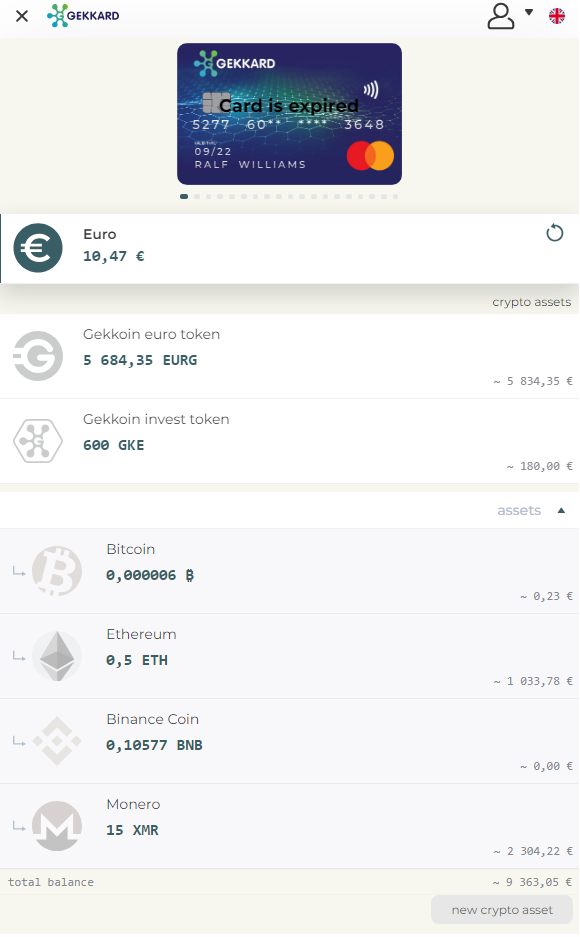 GEKKARD
GEKKARD
Card is expired
5277 60** **** 3648
09/22
RALF WILLIAMS
Euro
10,47 €
crypto assets
Gekkoin euro token
5 684,35 EURG
~ 5 834,35 €
Gekkoin invest token
600 GKE
~ 180,00 €
assets
Bitcoin
0,000006 ₿
~ 0,23 €
Ethereum
0,5 ETH
~ 1 033,78 €
Binance Coin
0,10577 BNB
~ 0,00 €
Monero
15 XMR
~ 2 304,22 €
total balance ~ 9 363,05 €
new crypto asset